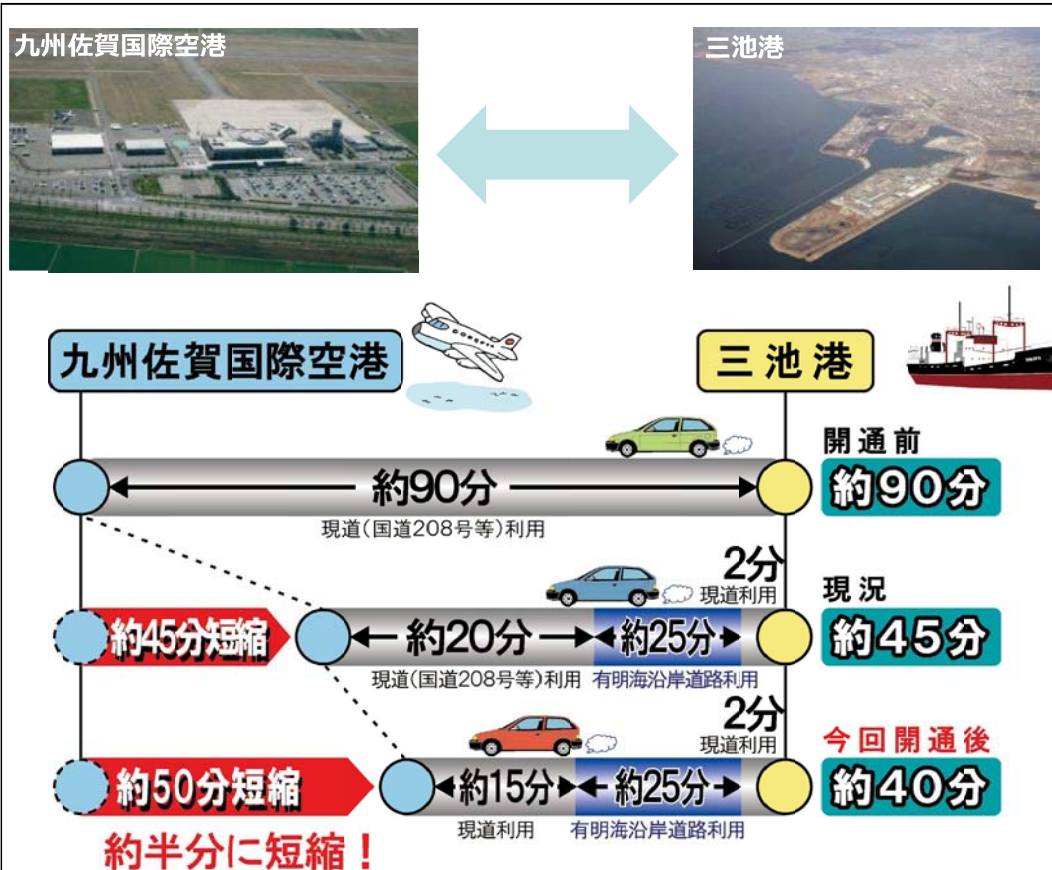 九州佐賀国際空港
三池港
九州佐賀国際空港
三池港
開通前
約90分
約90分
現道(国道208号等)利用
2分
現道利用
現況
約45分短縮
約20分
約25分
約45分
現道(国道208号等)利用
有明海沿岸道路利用
2分
現道利用
今回開通後
約50分短縮
約15分
約25分
約40分
現道利用
有明海沿岸道路利用
約半分に短縮!